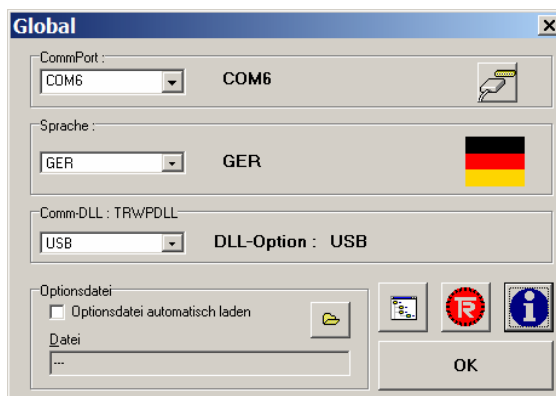 Global
CommPort :
COM6 COM6
Sprache :
GER GER
Comm-DLL : TRWPDLL
USB DLL-Option : USB
Optionsdatei
Optionsdatei automatisch laden
Datei
---
TR
i
OK